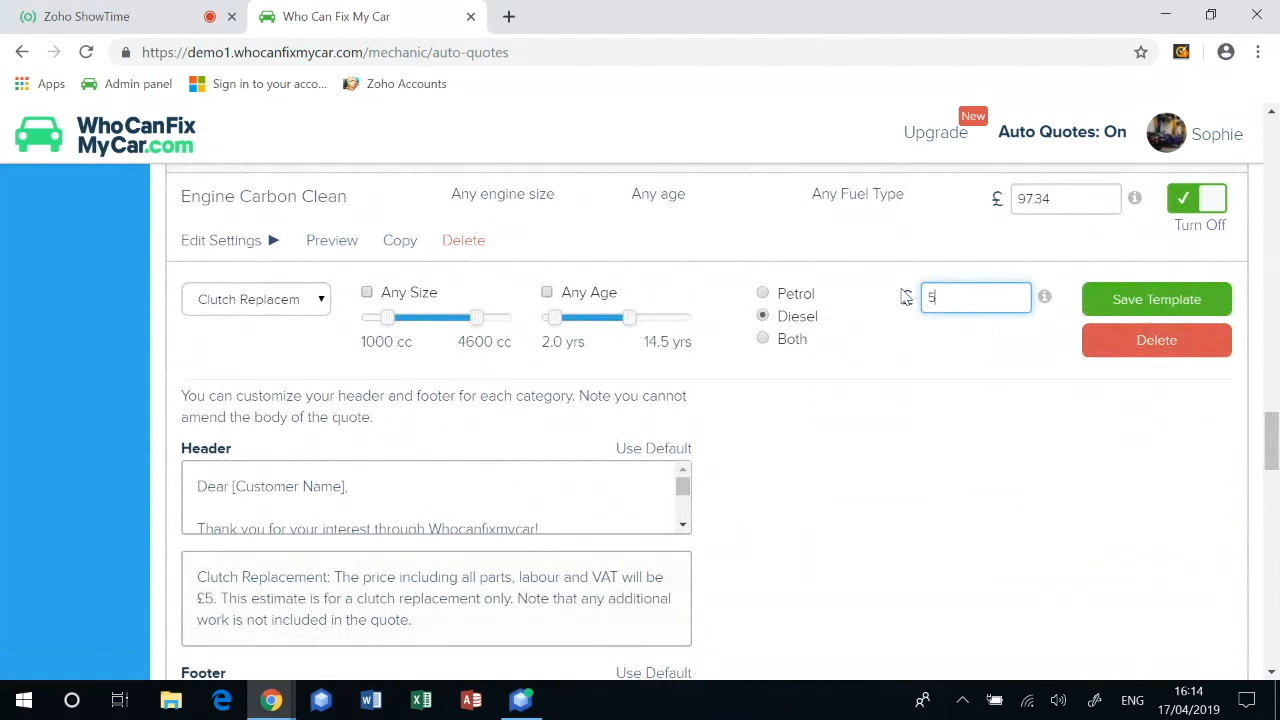 Zoho ShowTime
Who Can Fix My Car
https://demo1.whocanfixmycar.com/mechanic/auto-quotes
Apps
Admin panel
Sign in to your acco...
Zoho Accounts
WhoCanFix
MyCar.com
New
Upgrade
Auto Quotes: On
Sophie
Engine Carbon Clean
Any engine size
Any age
Any Fuel Type
£
97.34
Turn Off
Edit Settings
Preview
Copy
Delete
Clutch Replacem
Any Size
1000 cc
4600 cc
Any Age
2.0 yrs
14.5 yrs
Petrol
Diesel
Both
5
Save Template
Delete
You can customize your header and footer for each category. Note you cannot
amend the body of the quote.
Header
Use Default
Dear [Customer Name],
Thank you for your interest through Whocanfixmycar!
Clutch Replacement: The price including all parts, labour and VAT will be
£5. This estimate is for a clutch replacement only. Note that any additional
work is not included in the quote.
Footer
Use Default
ENG
16:14
17/04/2019